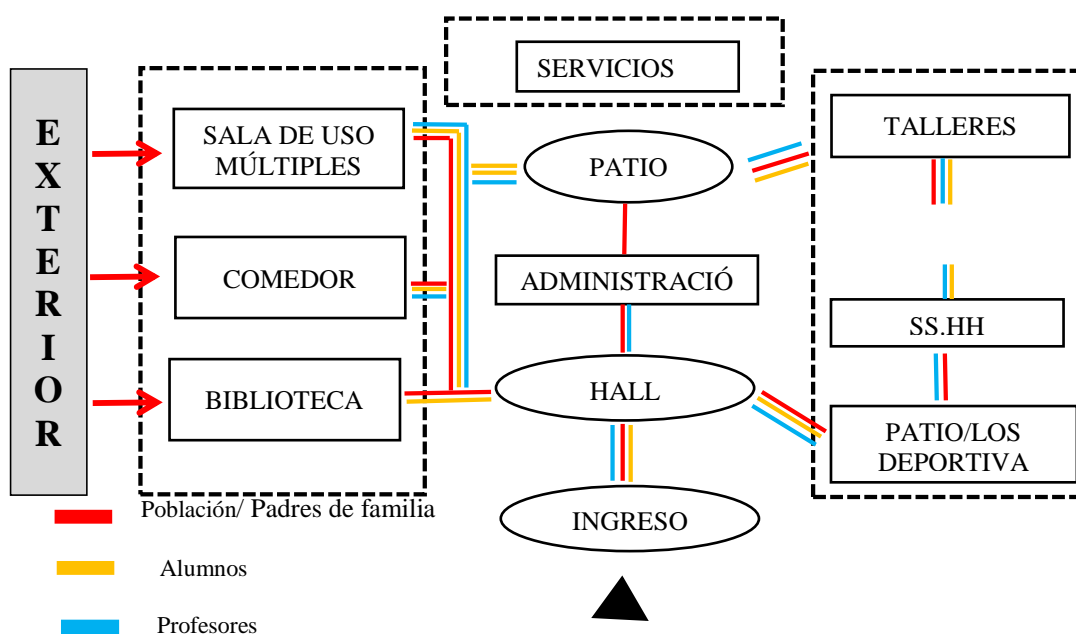 SERVICIOS
EXTERIOR
SALA DE USO
MÚLTIPLES
PATIO
TALLERES
COMEDOR
ADMINISTRACIÓ
SS.HH
BIBLIOTECA
HALL
PATIO/LOS
DEPORTIVA
INGRESO
Población/ Padres de familia
Alumnos
Profesores